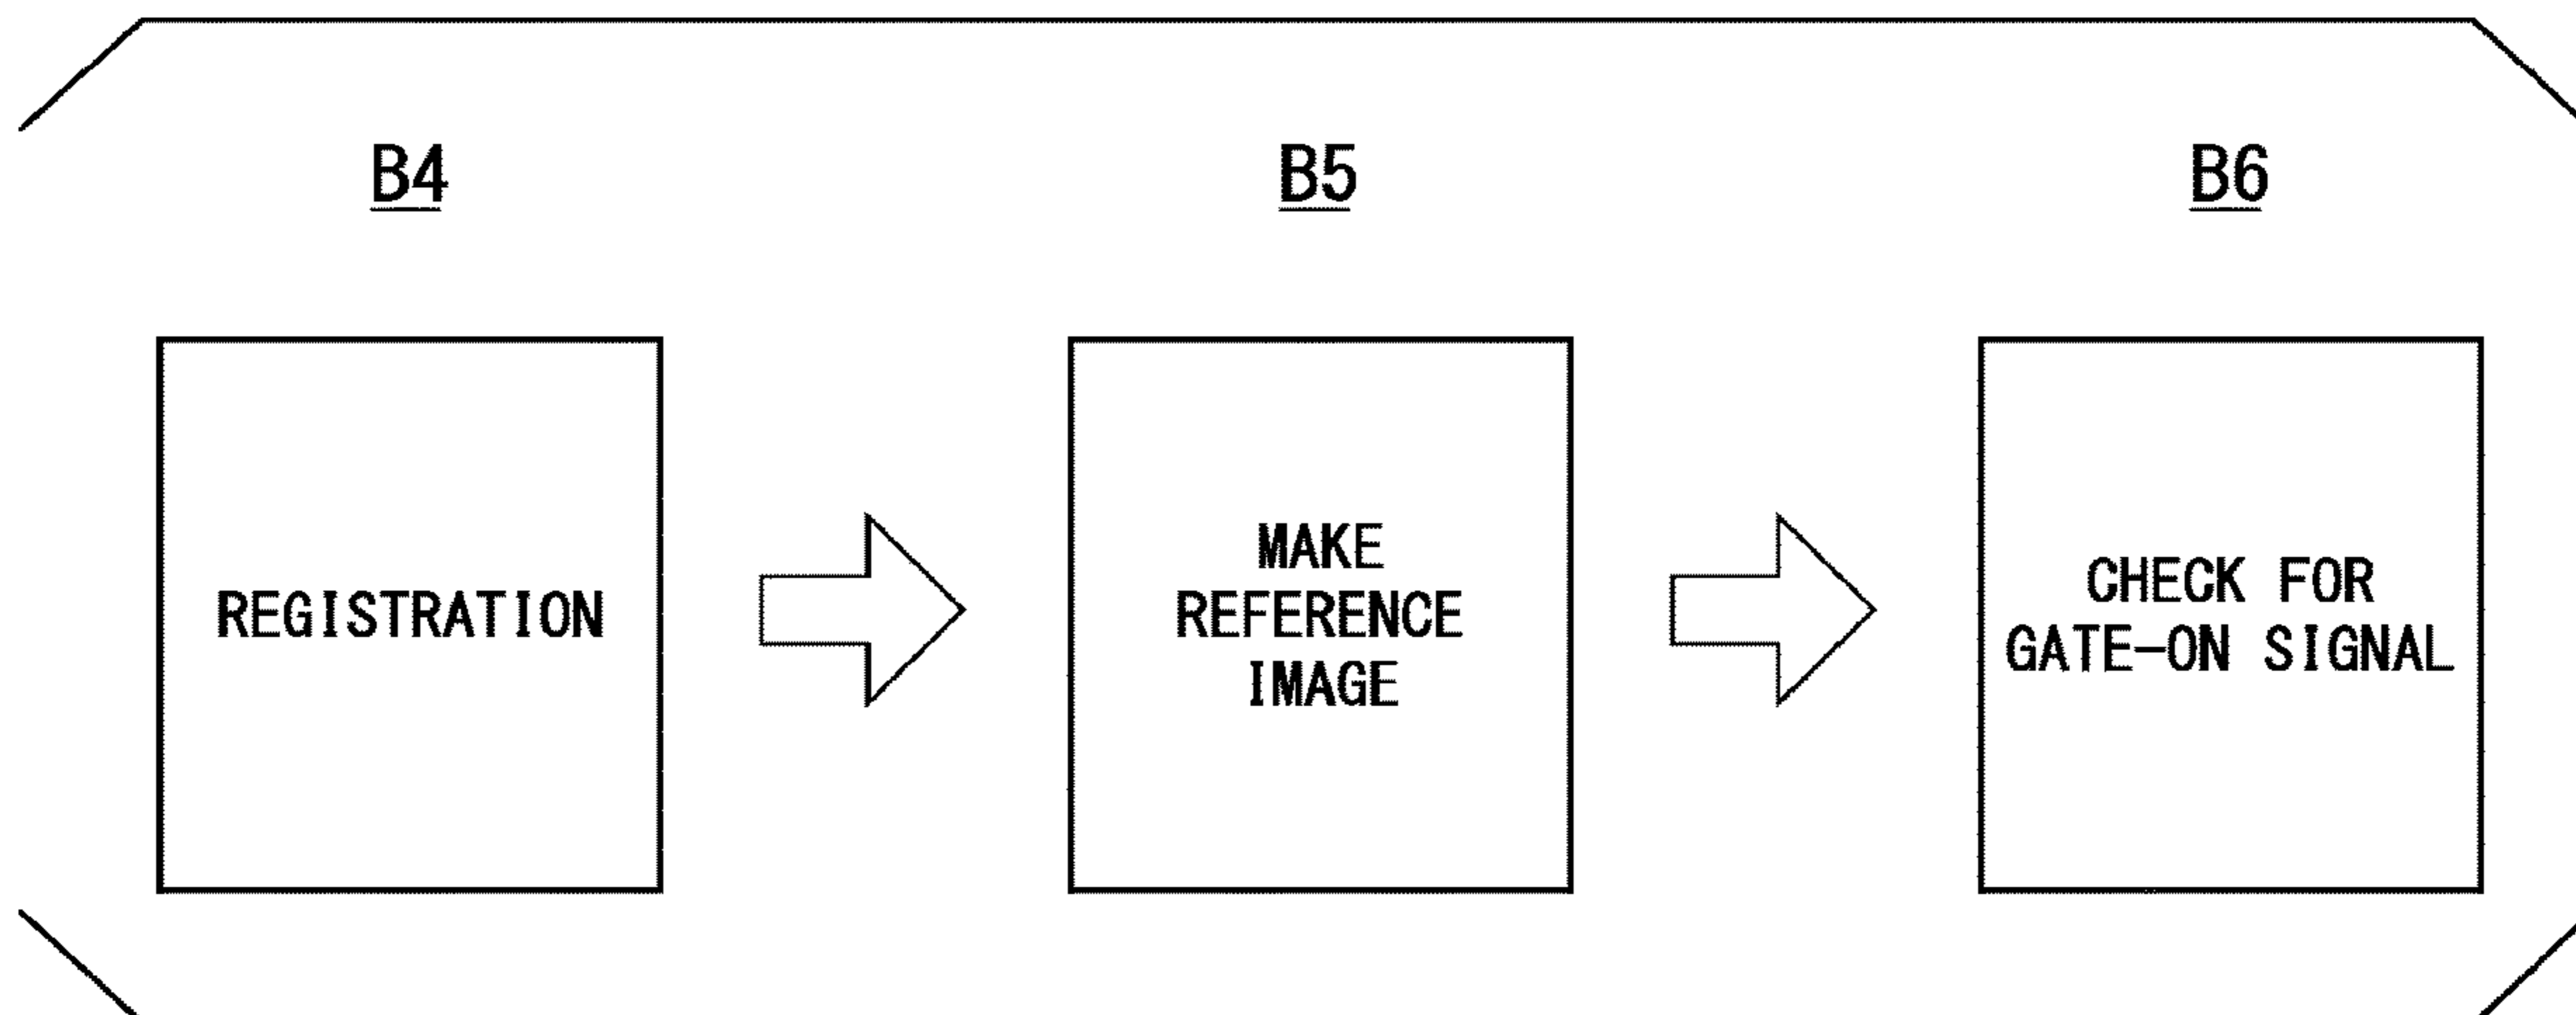 B4
B5
B6
REGISTRATION
MAKE
REFERENCE
IMAGE
CHECK FOR
GATE-ON SIGNAL